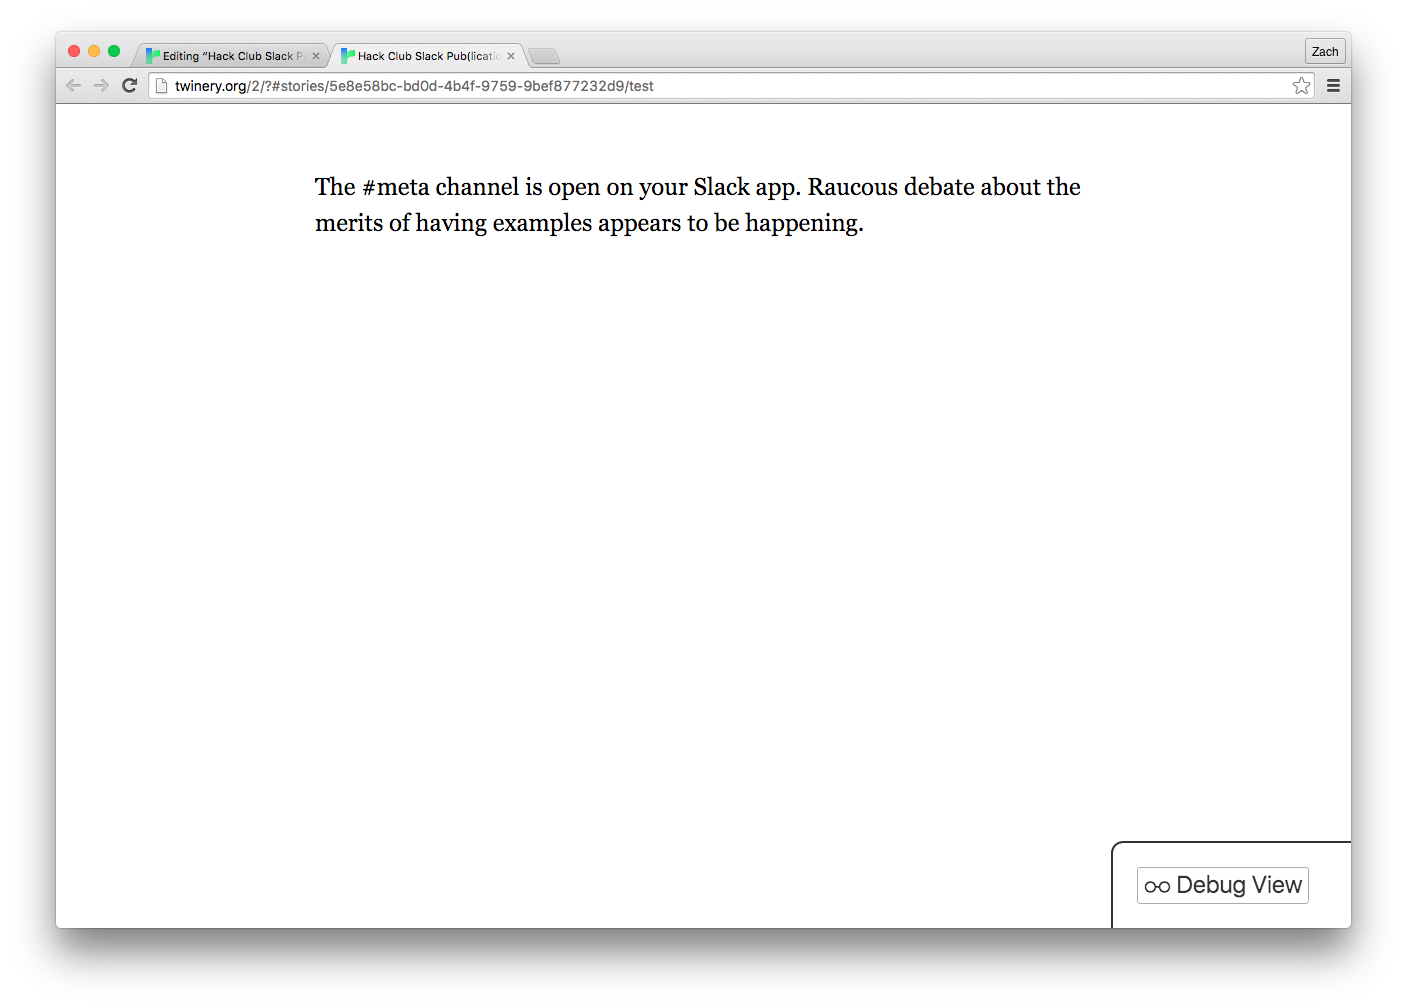 Editing “Hack Club Slack P
Hack Club Slack Pub(licatio
Zach
twinery.org/2/?#stories/5e8e58bc-bd0d-4b4f-9759-9bef877232d9/test
The #meta channel is open on your Slack app. Raucous debate about the
merits of having examples appears to be happening.
Debug View